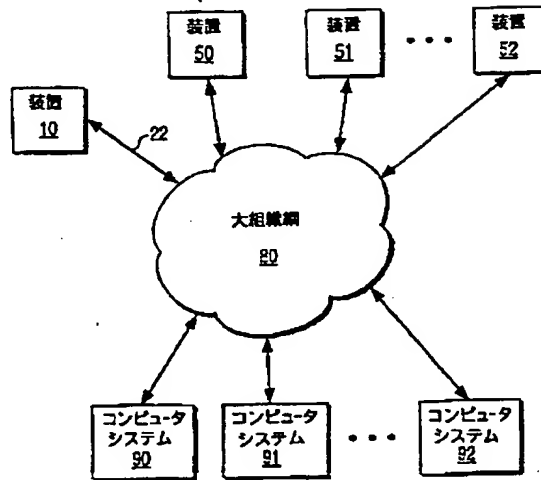 装置
50
装置
51
装置
52
装置
10
22
大組織網
80
コンピュータ
システム
90
コンピュータ
システム
91
コンピュータ
システム
92